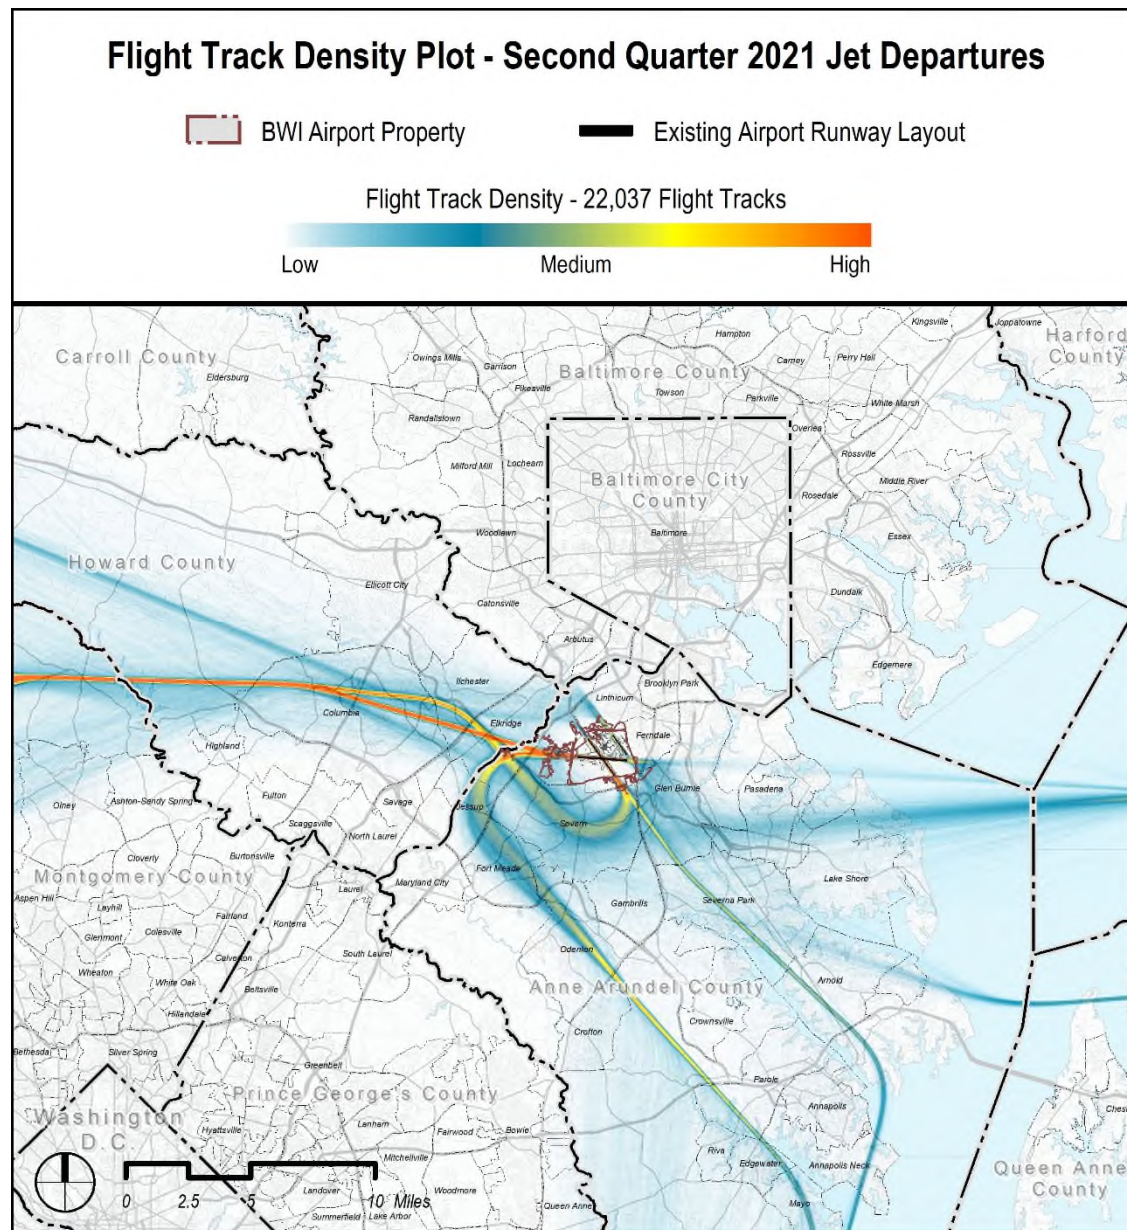 Flight Track Density Plot - Second Quarter 2021 Jet Departures
BWI Airport Property
Existing Airport Runway Layout
Flight Track Density - 22,037 Flight Tracks
Low
Medium
High
Kingsville
Joppatowne
Hampton
Harford
County
Carroll County
Owings Mills
Garrison
Carney
Perry Hall
Baltimore County
Eldersburg
Pikesville
Towson
Parkville
White Marsh
Randallstown
Overlea
Rossville
Milford Mill
Lochearn
Baltimore City
County
Middle River
Rosedale
Woodlawn
Baltimore
Essex
Howard County
Ellicott City
Catonsville
Dundalk
Arbutus
Edgemere
Ilchester
Brooklyn Park
Linthicum
Columbia
Elkridge
Ferndale
Highland
Olney
Ashton-Sandy Spring
Fulton
Savage
Jessup
Glen Burnie
Pasadena
Scaggsville
North Laurel
Severn
Cloverly
Burtonsville
Fort Meade
Montgomery County
Laurel
Maryland City
Lake Shore
Aspen Hill
Layhill
Fairland
Konterra
Gambrills
Severna Park
Glenmont
Colesville
Calverton
South Laurel
Odenton
Wheaton
White Oak
Beltsville
Arnold
Anne Arundel County
Hillandale
Crofton
Crownsville
Bethesda
Silver Spring
Greenbelt
Parole
Prince George's County
Annapolis
Washington
D.C.
Hyattsville
Lanham
Fairwood
Bowie
Mitchellville
Riva
Edgewater
Annapolis Neck
Queen Anne
County
Landover
Woodmore
Queen Anne
Mayo
Summerfield
Lake Arbor
0
2.5
5
10 Miles